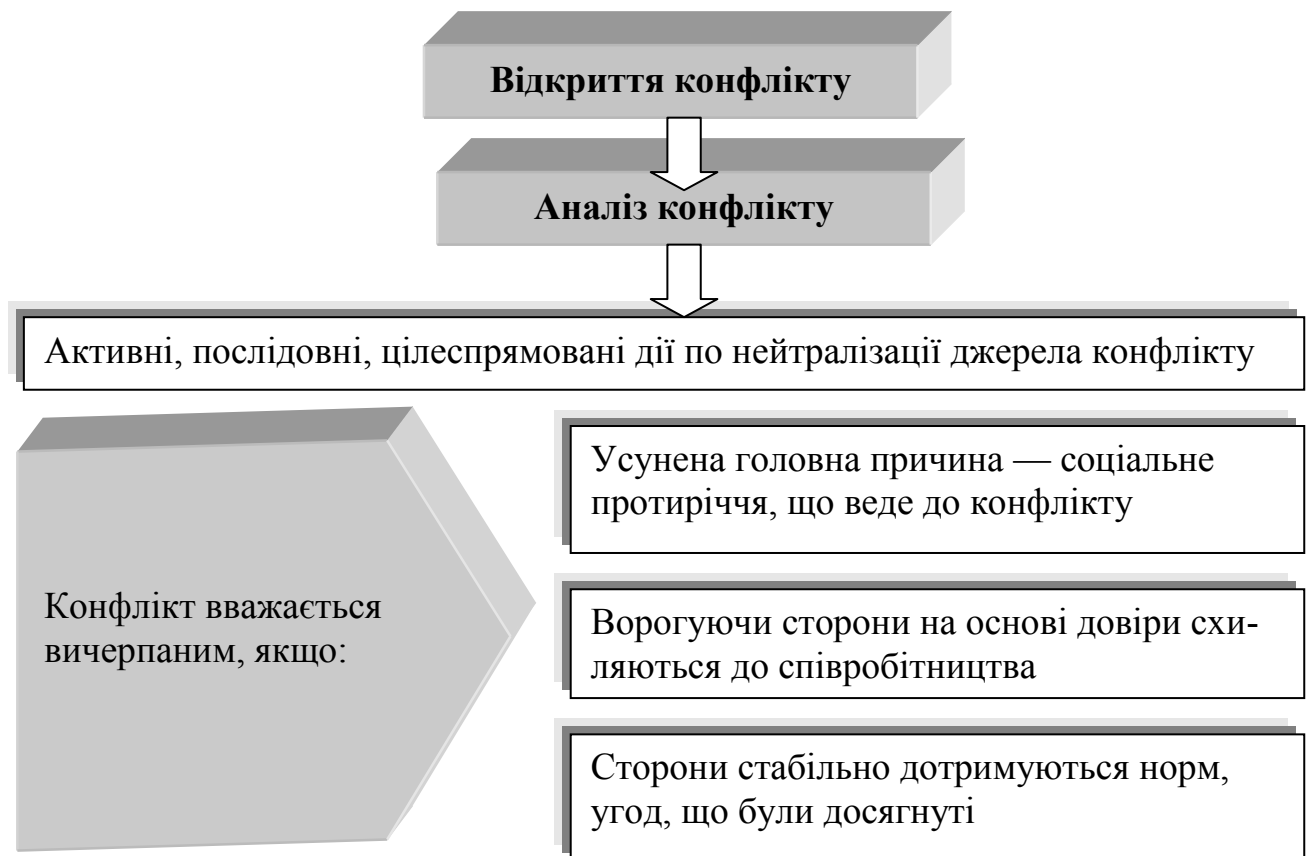 Відкриття конфлікту
Аналіз конфлікту
Активні, послідовні, цілеспрямовані дії по нейтралізації джерела конфлікту
Конфлікт вважається
вичерпаним, якщо:
Усунена головна причина — соціальне
протиріччя, що веде до конфлікту
Ворогуючи сторони на основі довіри схи-
ляються до співробітництва
Сторони стабільно дотримуються норм,
угод, що були досягнуті